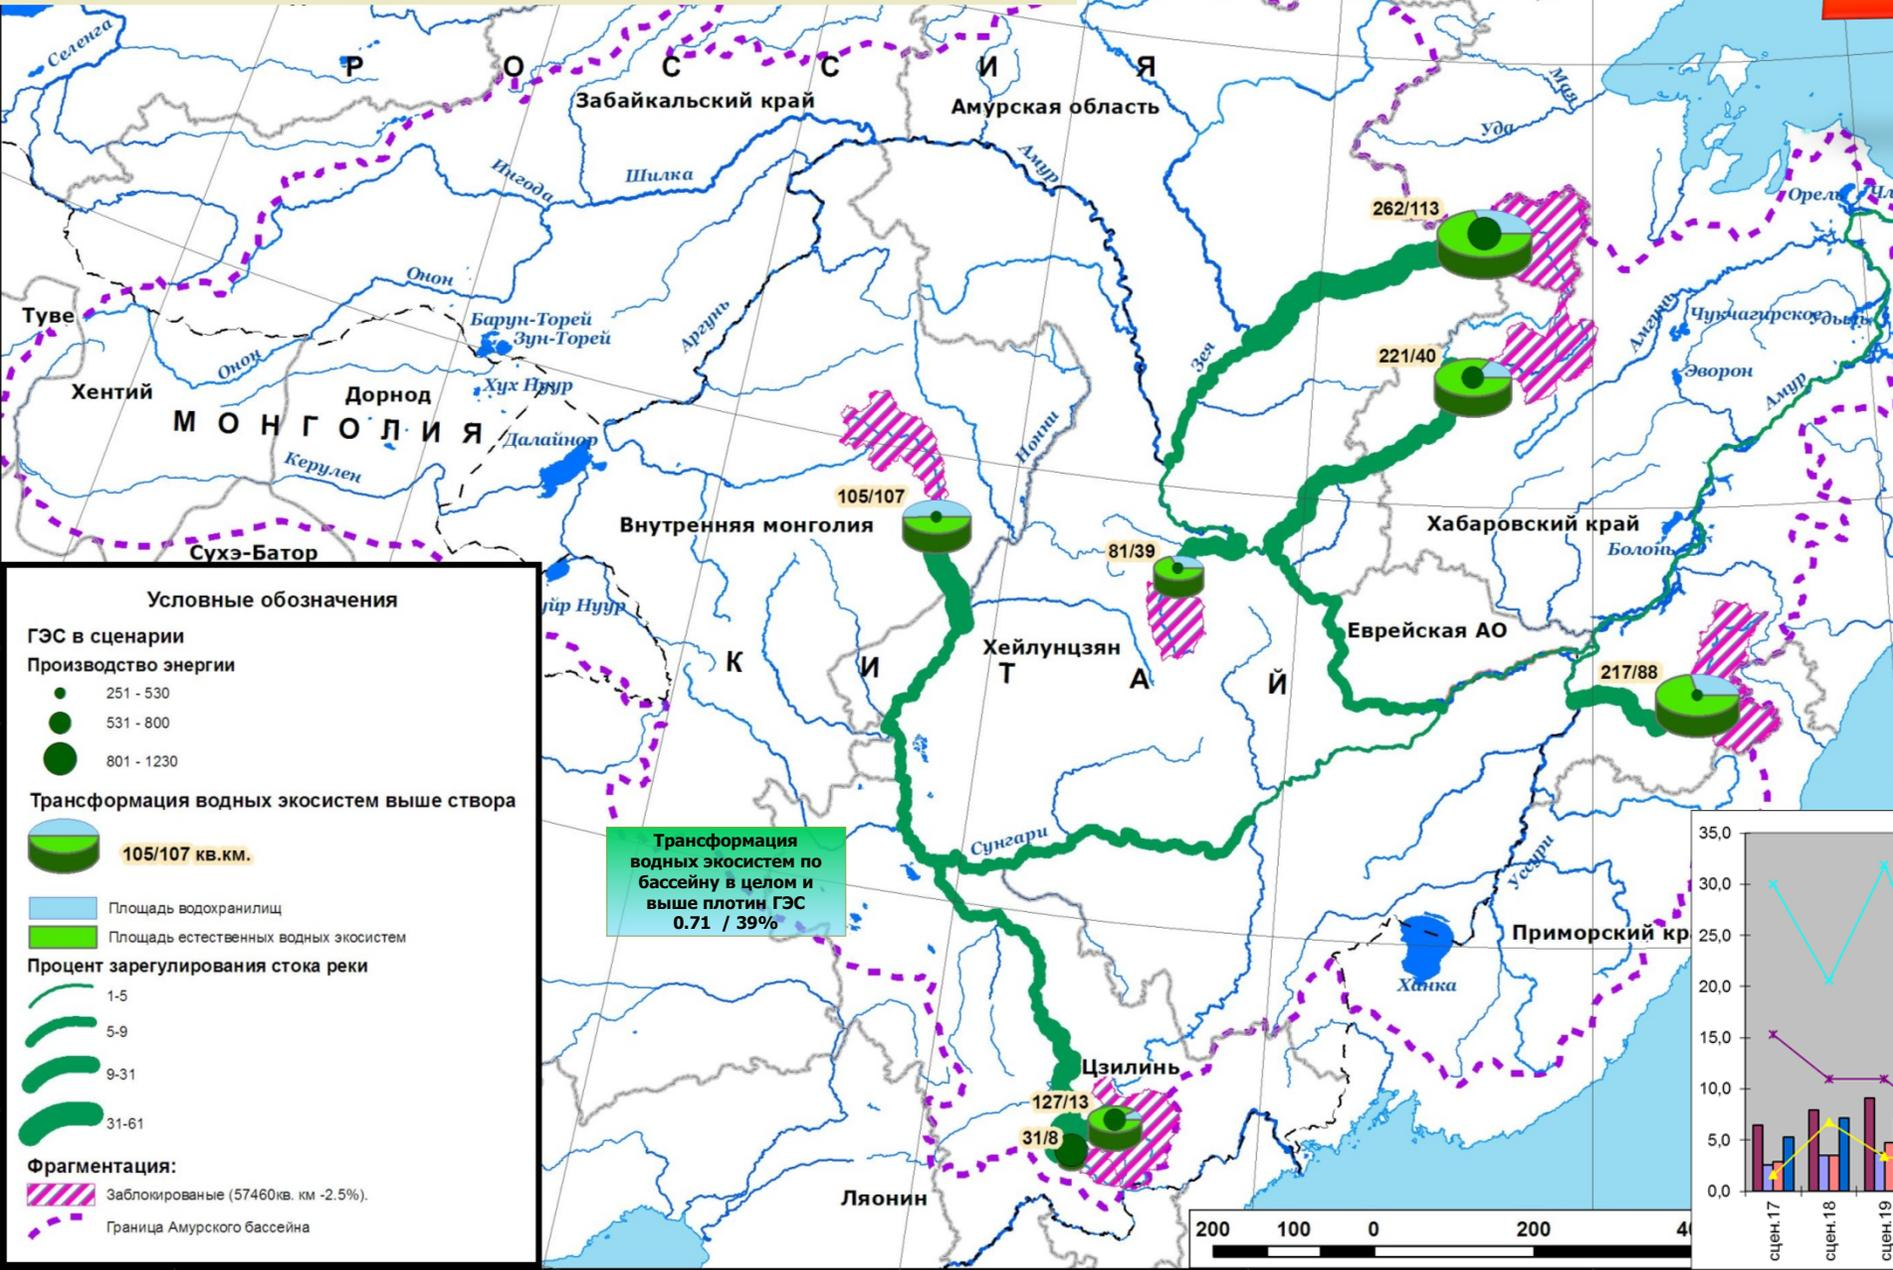 Селенга
Р О С С И Я
Забайкальский край
Амурская область
Мая
Уда
Ингода
Шилка
Амур
Орель
262/113
Онон
Туве
Барун-Торей
Зун-Торей
Аргунь
Амгунь
Чукчагирское
Удыль
Зея
221/40
Онон
Хентий
Дорнод
Хух Нуур
Эворон
Амур
М О Н Г О Л И Я
Далайнор
Нонни
Керулен
105/107
Внутренняя монголия
Хабаровский край
81/39
Болонь
Сухэ-Батор
уйр Нуур
Хейлунцзян
Еврейская АО
К И Т А Й
217/88
Условные обозначения
ГЭС в сценарии
Производство энергии
251 - 530
531 - 800
801 - 1230
Трансформация водных экосистем выше створа
105/107 кв.км.
Площадь водохранилищ
Площадь естественных водных экосистем
Процент зарегулирования стока реки
1-5
5-9
9-31
31-61
Фрагментация:
Заблокированые (57460кв. км -2.5%).
Граница Амурского бассейна
Трансформация
водных экосистем по
бассейну в целом и
выше плотин ГЭС
0.71 / 39%
Сунгари
Уссури
Приморский кр
Ханка
Цзилинь
127/13
31/8
Ляонин
200 100 0 200
35,0
30,0
25,0
20,0
15,0
10,0
5,0
0,0
сцен.17
сцен.18
сцен.19